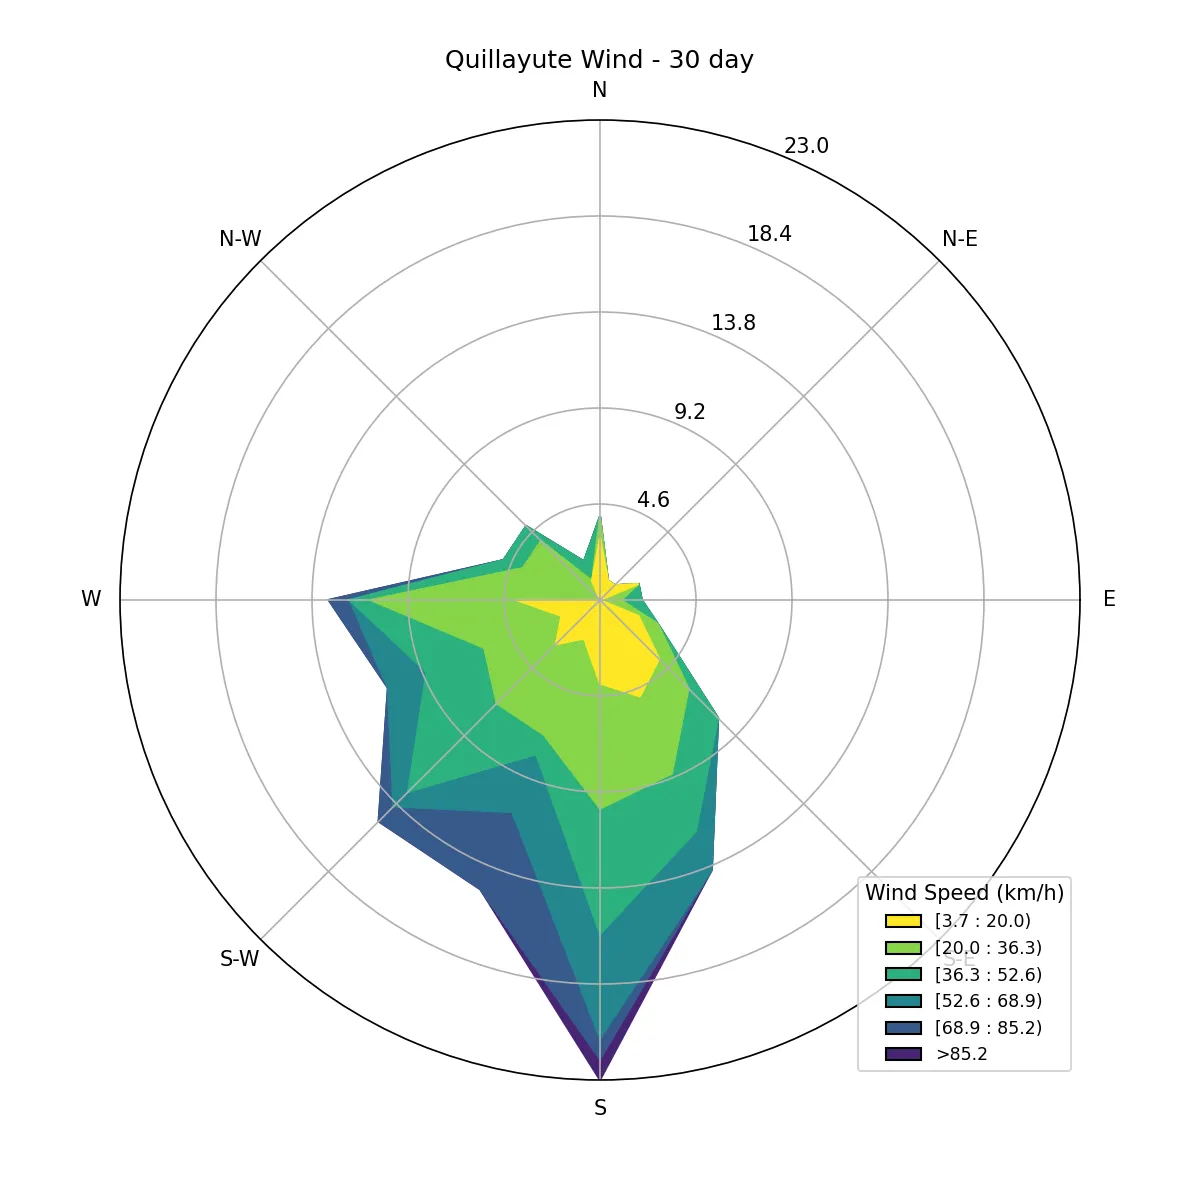 Quillayute Wind - 30 day
N
23.0
N-W
18.4
N-E
13.8
9.2
4.6
W
E
Wind Speed (km/h)
[3.7 : 20.0)
[20.0 : 36.3)
S-W
S-E
[36.3 : 52.6)
[52.6 : 68.9)
[68.9 : 85.2)
>85.2
S